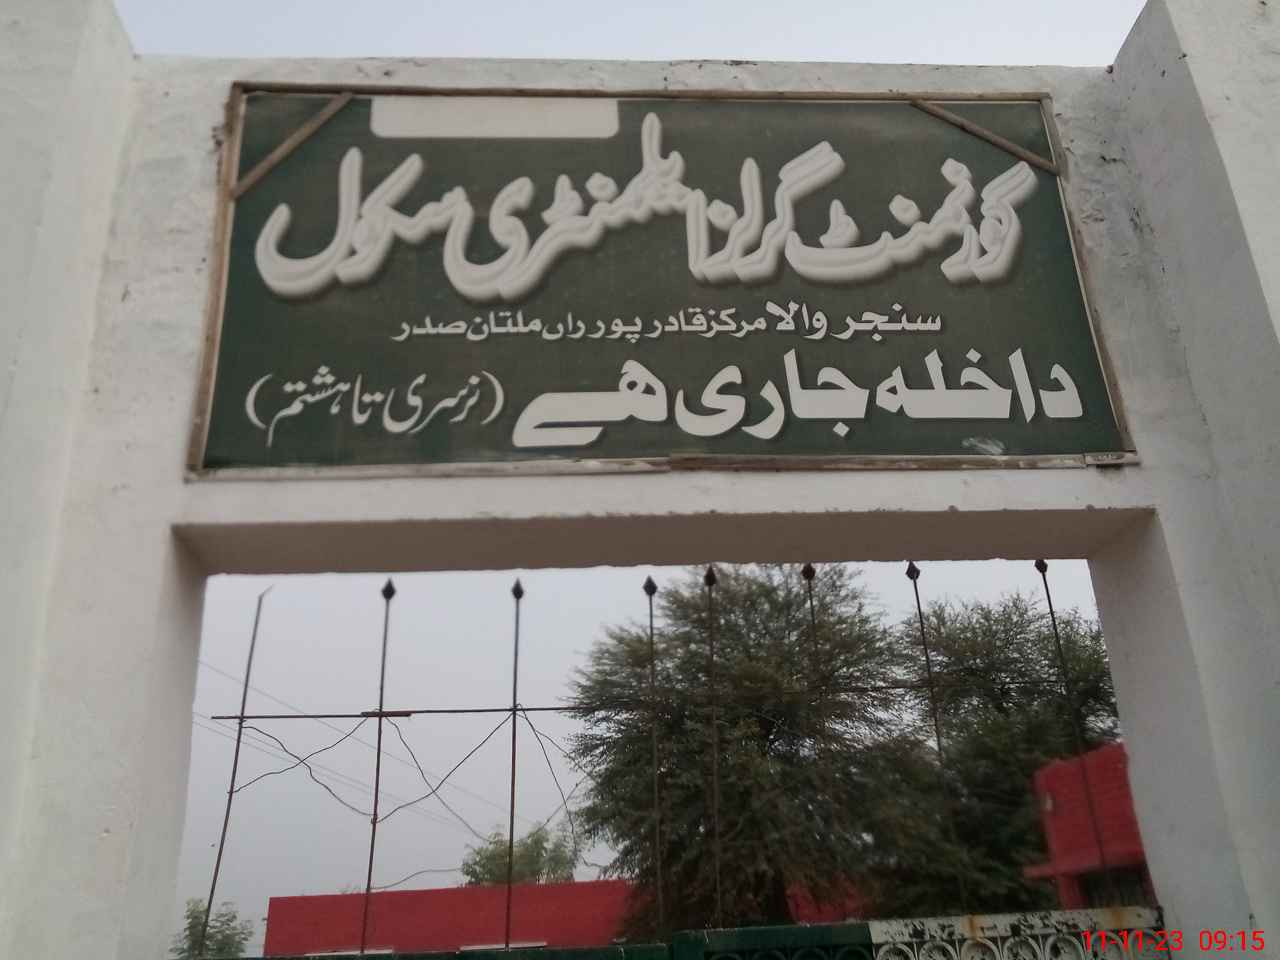 گورنمنٹ گرلز ایلمنٹری سکول
سنجر والا مرکز قادر پور راں ملتان صدر
داخلہ جاری ھے (نرسری تا ہشتم)
11-11-23 09:15